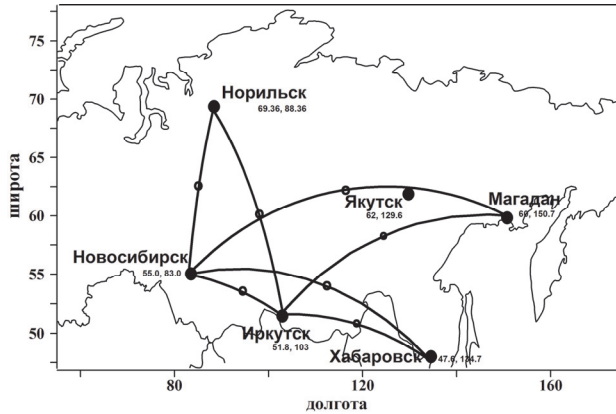 75
70
65
60
55
50
широта
Норильск
69.36, 88.36
Якутск
62, 129.6
Магадан
60, 150.7
Новосибирск
55.0, 83.0
Иркутск
51.8, 103
Хабаровск
47.6, 134.7
80
120
160
долгота